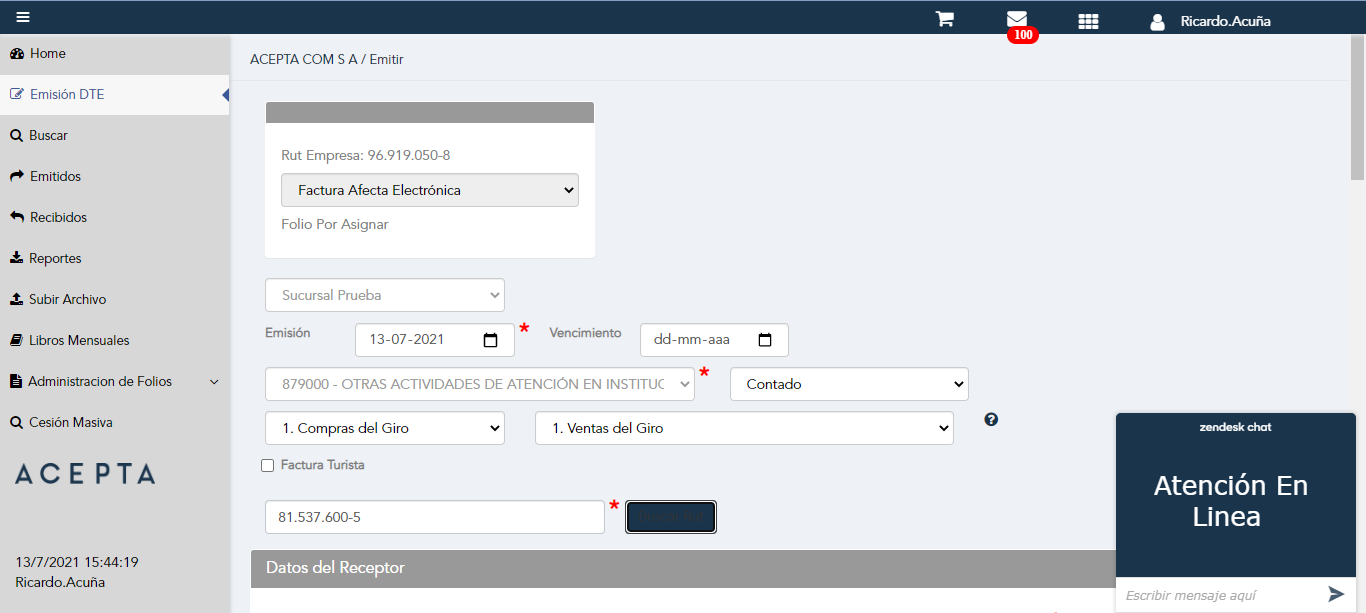 100
Ricardo.Acuña
Home
Emisión DTE
Buscar
Emitidos
Recibidos
Reportes
Subir Archivo
Libros Mensuales
Administracion de Folios
Cesión Masiva
ACEPTA
13/7/2021 15:44:19
Ricardo.Acuña
ACEPTA COM S A / Emitir
Rut Empresa: 96.919.050-8
Factura Afecta Electrónica
Folio Por Asignar
Sucursal Prueba
Emisión 13-07-2021 * Vencimiento dd-mm-aaa
879000 - OTRAS ACTIVIDADES DE ATENCIÓN EN INSTITUC * Contado
1. Compras del Giro 1. Ventas del Giro
Factura Turista
81.537.600-5 *
Datos del Receptor
zendesk chat
Atención En
Linea
Escribir mensaje aquí